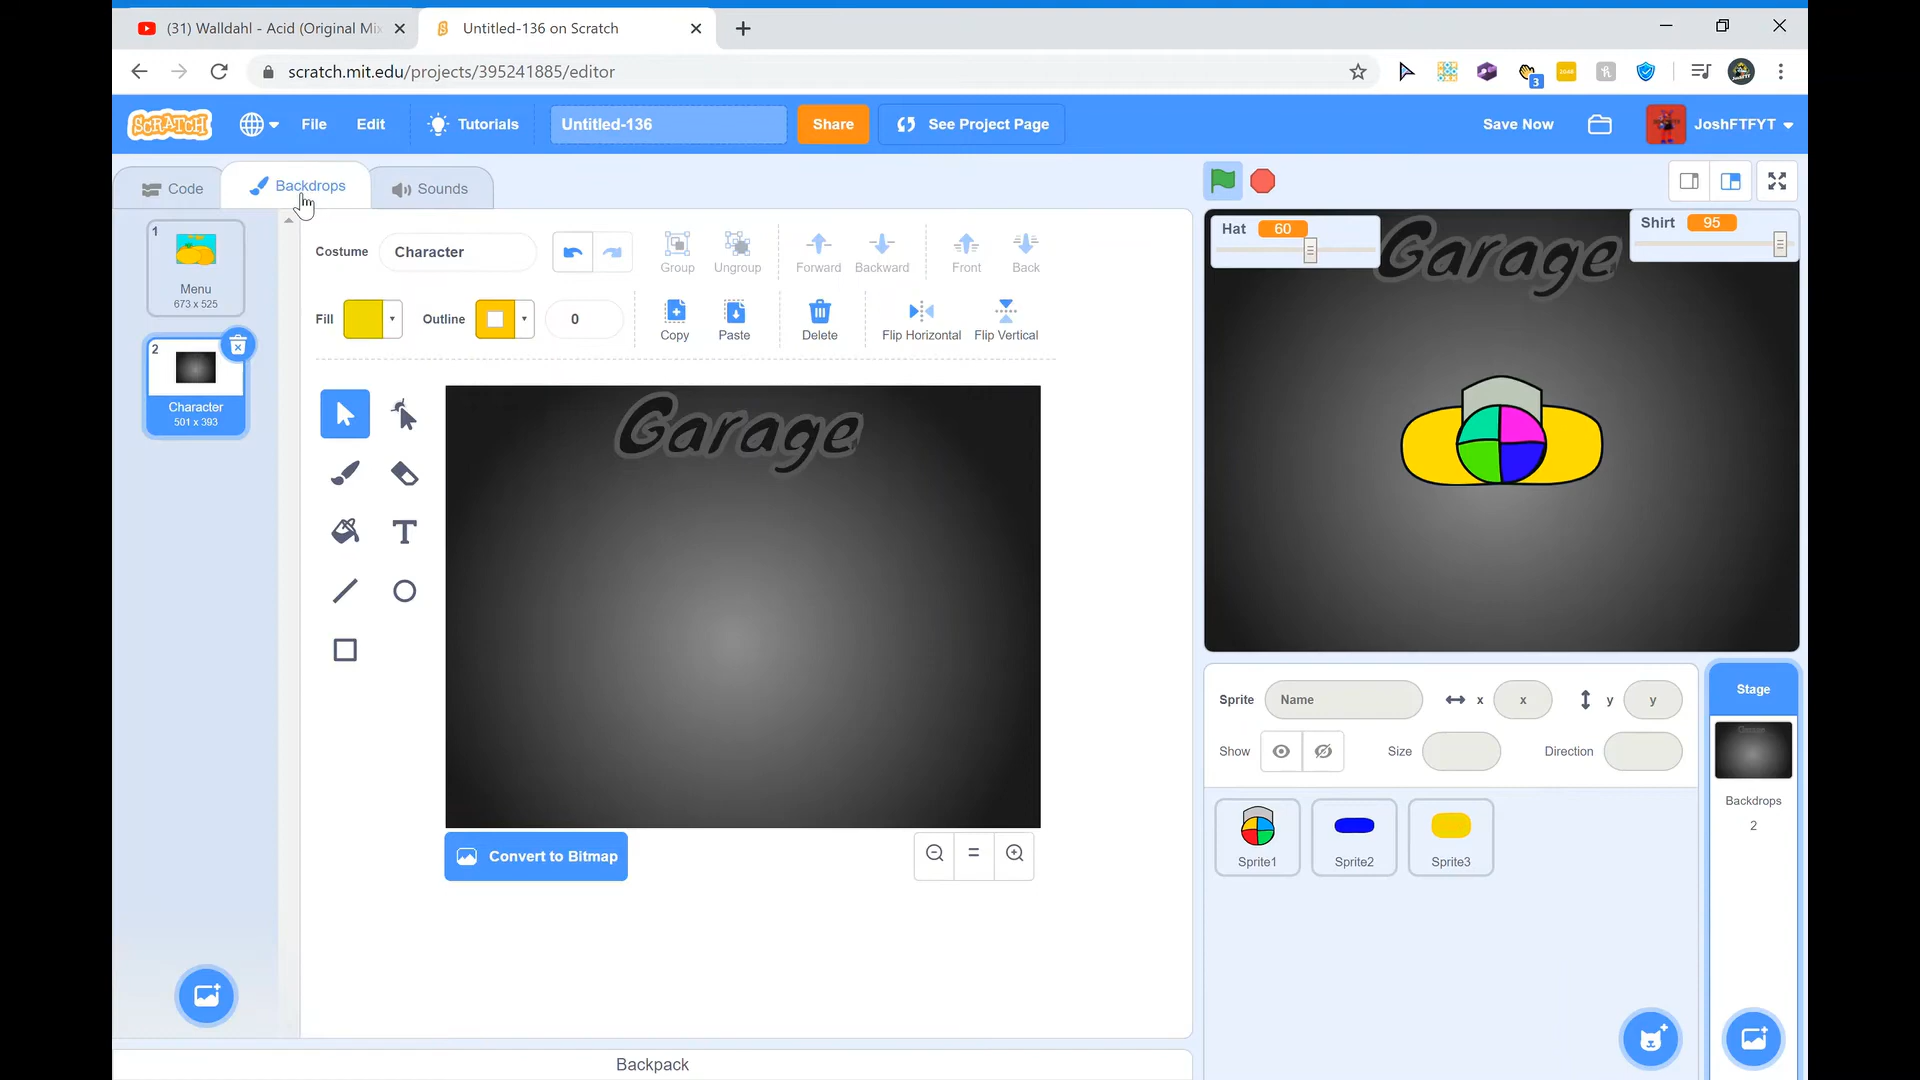 (31) Walldahl - Acid (Original Mix
Untitled-136 on Scratch
scratch.mit.edu/projects/395241885/editor
3
SCRATCH
File
Edit
Tutorials
Untitled-136
Share
See Project Page
Save Now
JoshFTFYT
Code
Backdrops
Sounds
1
Menu
673 x 525
2
Character
501 x 393
Costume
Character
Group
Ungroup
Forward
Backward
Front
Back
Fill
Outline
0
Copy
Paste
Delete
Flip Horizontal
Flip Vertical
Garage
Convert to Bitmap
Backpack
Hat 60
Shirt 95
Garage
Sprite
Name
x
x
y
y
Show
Size
Direction
Sprite1
Sprite2
Sprite3
Stage
Backdrops
2